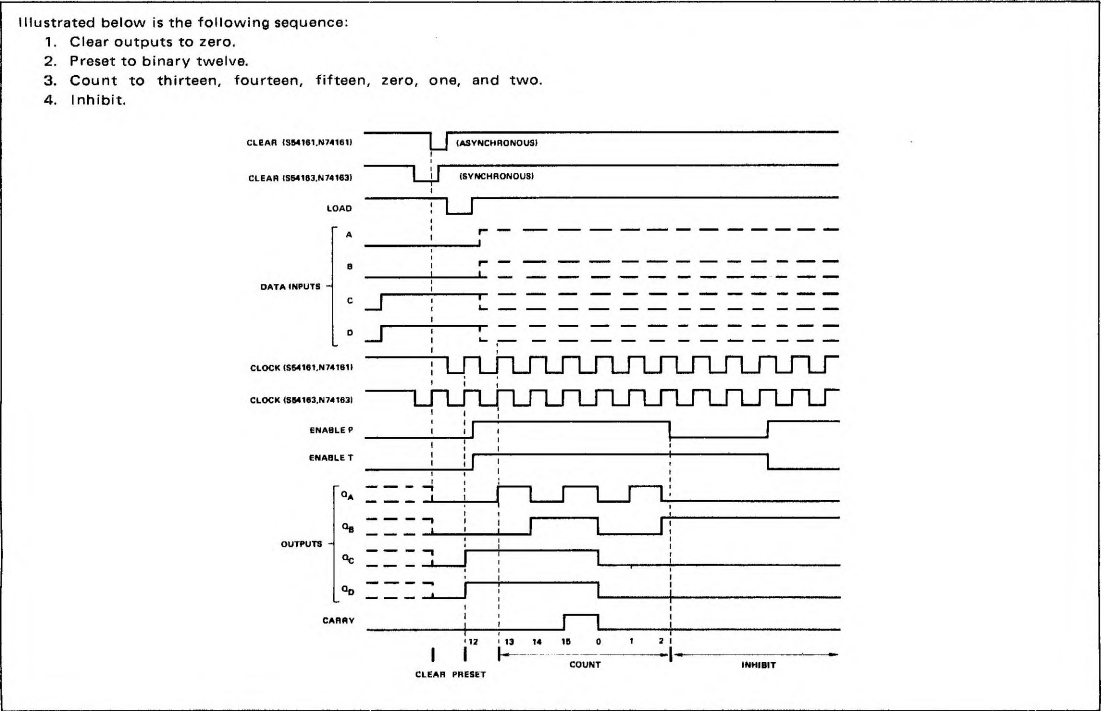 Illustrated below is the following sequence:
1. Clear outputs to zero.
2. Preset to binary twelve.
3. Count to thirteen, fourteen, fifteen, zero, one, and two.
4. Inhibit.
CLEAR (S54161,N74161)
(ASYNCHRONOUS)
CLEAR (S54163,N74163)
(SYNCHRONOUS)
LOAD
A
B
DATA INPUTS
C
D
CLOCK (S54161,N74161)
CLOCK (S54163,N74163)
ENABLE P
ENABLE T
QA
QB
OUTPUTS
QC
QD
CARRY
12 13 14 15 0 1 2
COUNT INHIBIT
CLEAR PRESET